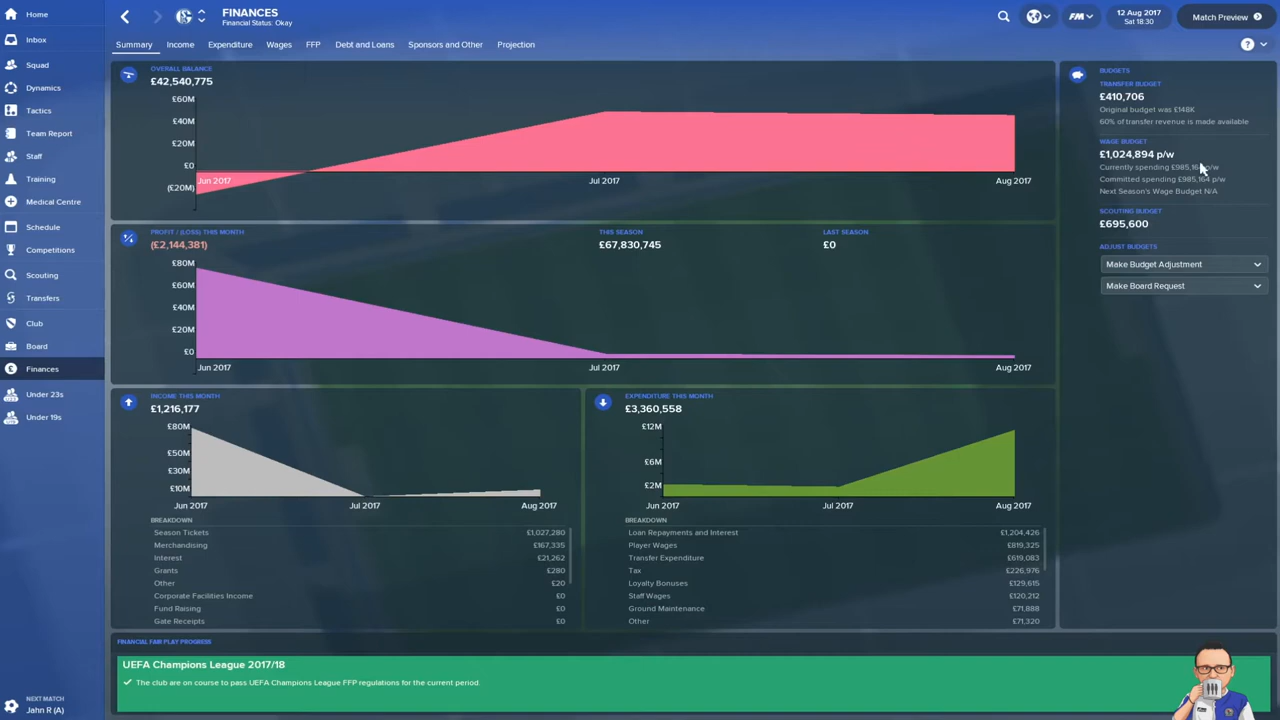 Home
Inbox
Squad
Dynamics
Tactics
Team Report
Staff
Training
Medical Centre
Schedule
Competitions
Scouting
Transfers
Club
Board
Finances
Under 23s
Under 19s
NEXT MATCH
Jahn R (A)
FINANCES
Financial Status: Okay
FM
12 Aug 2017
Sat 18:30
Match Preview
Summary
Income
Expenditure
Wages
FFP
Debt and Loans
Sponsors and Other
Projection
?
OVERALL BALANCE
£42,540,775
£60M
£40M
£20M
£0
(£20M)
Jun 2017
Jul 2017
Aug 2017
PROFIT / (LOSS) THIS MONTH
(£2,144,381)
THIS SEASON
£67,830,745
LAST SEASON
£0
£80M
£60M
£40M
£20M
£0
Jun 2017
Jul 2017
Aug 2017
INCOME THIS MONTH
£1,216,177
£80M
£50M
£30M
£10M
Jun 2017
Jul 2017
Aug 2017
BREAKDOWN
Season Tickets £1,027,280
Merchandising £167,335
Interest £21,262
Grants £280
Other £20
Corporate Facilities Income £0
Fund Raising £0
Gate Receipts £0
EXPENDITURE THIS MONTH
£3,360,558
£12M
£6M
£2M
Jun 2017
Jul 2017
Aug 2017
BREAKDOWN
Loan Repayments and Interest £1,204,426
Player Wages £819,325
Transfer Expenditure £619,083
Tax £226,976
Loyalty Bonuses £129,615
Staff Wages £120,212
Ground Maintenance £71,888
Other £71,320
BUDGETS
TRANSFER BUDGET
£410,706
Original budget was £148K
60% of transfer revenue is made available
WAGE BUDGET
£1,024,894 p/w
Currently spending p/w
Committed spending £985,164 p/w
Next Season's Wage Budget N/A
SCOUTING BUDGET
£695,600
ADJUST BUDGETS
Make Budget Adjustment
Make Board Request
FINANCIAL FAIR PLAY PROGRESS
UEFA Champions League 2017/18
The club are on course to pass UEFA Champions League FFP regulations for the current period.